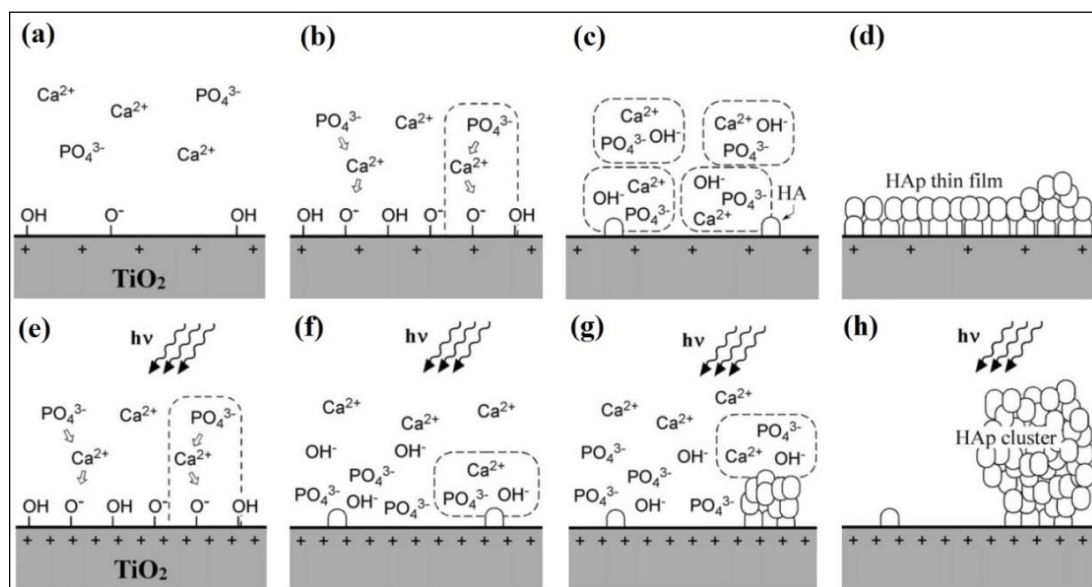 (a)
Ca²⁺
PO₄³⁻
Ca²⁺
PO₄³⁻
Ca²⁺
OH O⁻ OH
+ + + + +
TiO₂
(b)
PO₄³⁻ Ca²⁺ PO₄³⁻
Ca²⁺ Ca²⁺
OH O⁻ OH O⁻ O⁻ OH
+ + + + +
(c)
Ca²⁺
PO₄³⁻ OH⁻
Ca²⁺ OH⁻
PO₄³⁻
OH⁻ Ca²⁺
PO₄³⁻
OH⁻
PO₄³⁻
Ca²⁺
HA
+ + + + +
(d)
HAp thin film
+ + + + +
(e)
hν
PO₄³⁻ Ca²⁺ PO₄³⁻
Ca²⁺ Ca²⁺
OH O⁻ OH O⁻ O⁻ OH
+ + + + + + + + + + + + + +
TiO₂
(f)
hν
Ca²⁺ Ca²⁺
Ca²⁺
OH⁻ OH⁻
PO₄³⁻ Ca²⁺
OH⁻ PO₄³⁻ PO₄³⁻ OH⁻
+ + + + + + + + + + + + + +
(g)
hν
Ca²⁺
Ca²⁺ Ca²⁺
PO₄³⁻
OH⁻ OH⁻ Ca²⁺ OH⁻
PO₄³⁻ PO₄³⁻
PO₄³⁻ OH⁻ PO₄³⁻
+ + + + + + + + + + + + + +
(h)
hν
HAp cluster
+ + + + + + + + + + + + + +